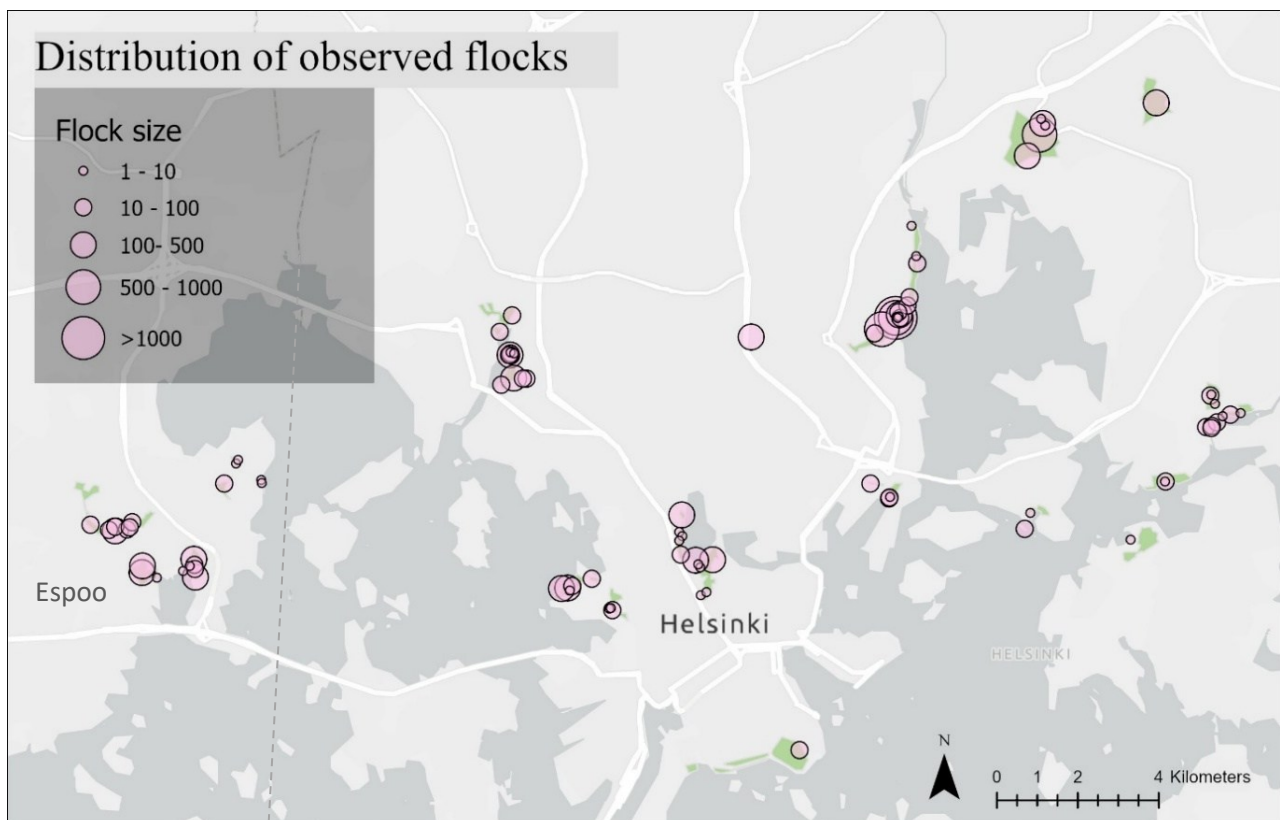 Distribution of observed flocks
Flock size
1 - 10
10 - 100
100- 500
500 - 1000
>1000
Espoo
Helsinki
HELSINKI
N
0 1 2 4 Kilometers